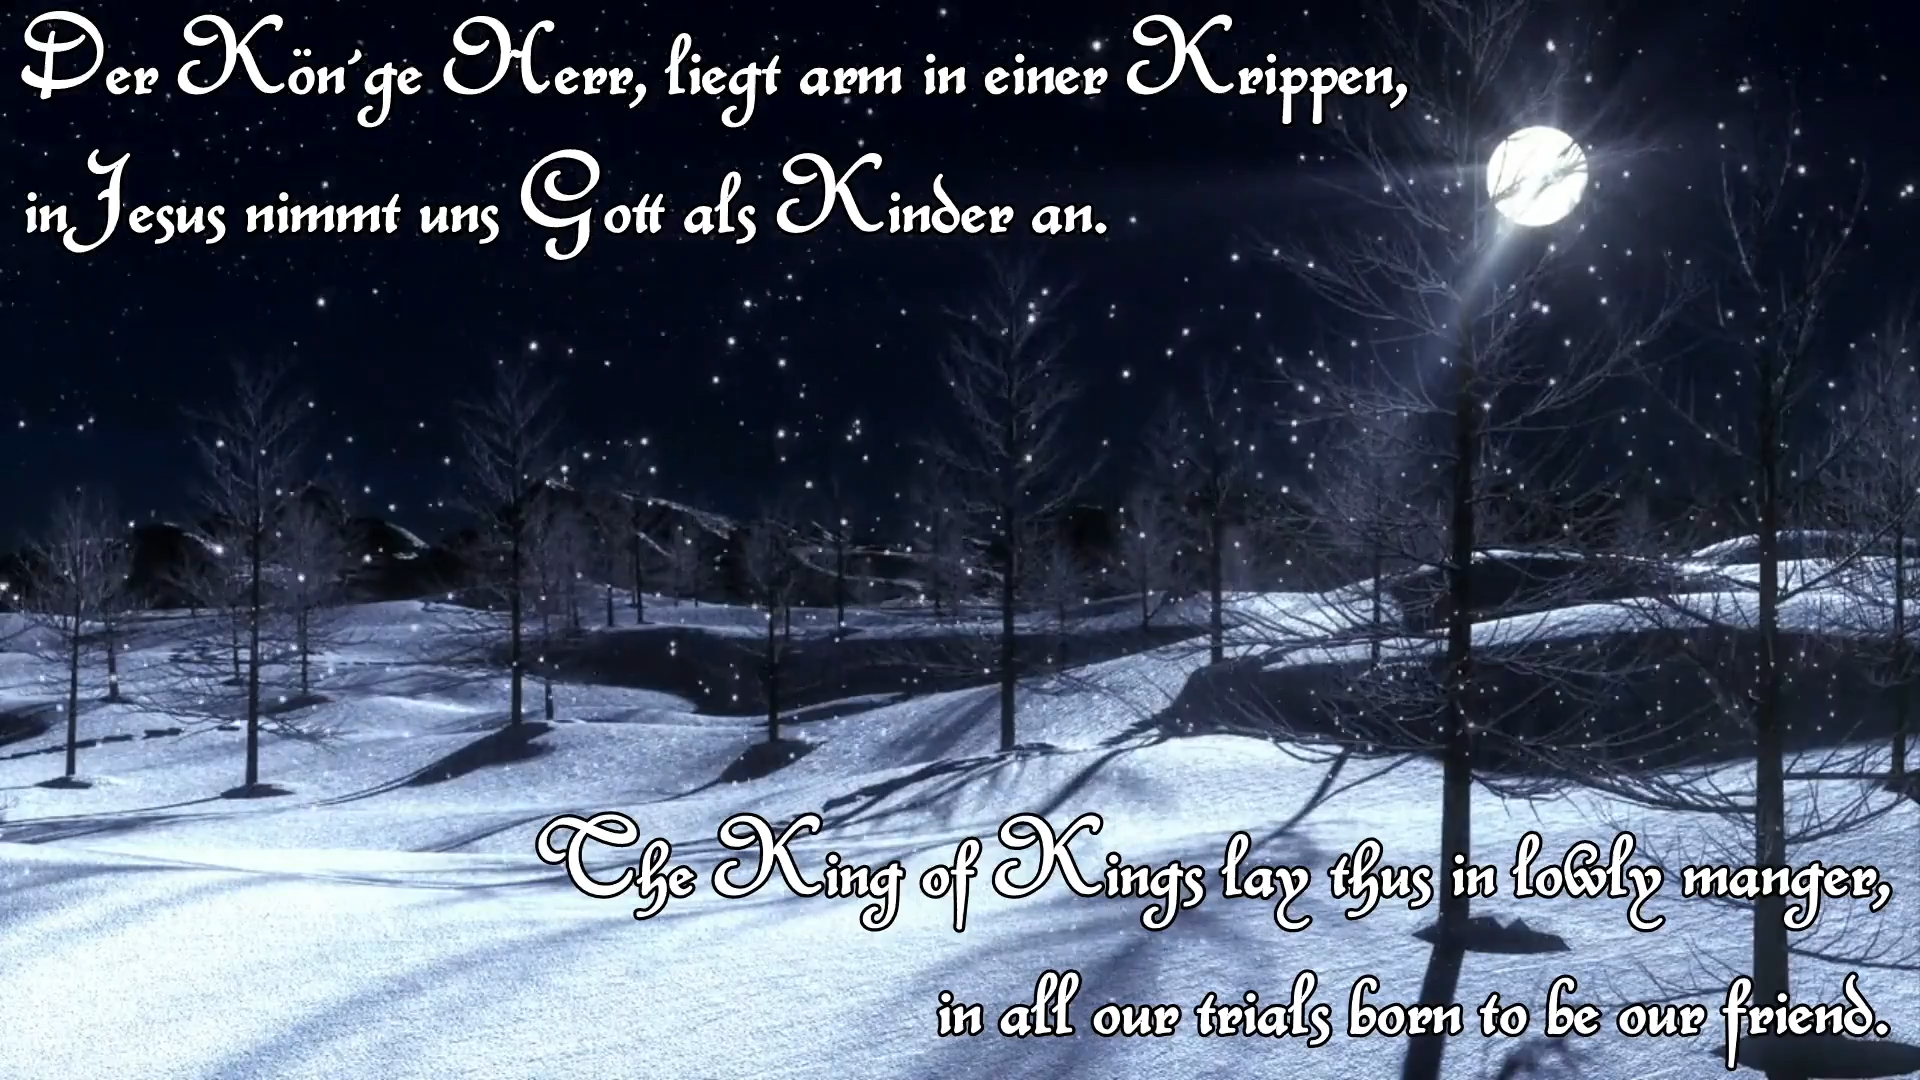 Der Kön'ge Herr, liegt arm in einer Krippen,
in Jesus nimmt uns Gott als Kinder an.
The King of Kings lay thus in lowly manger,
in all our trials born to be our friend.